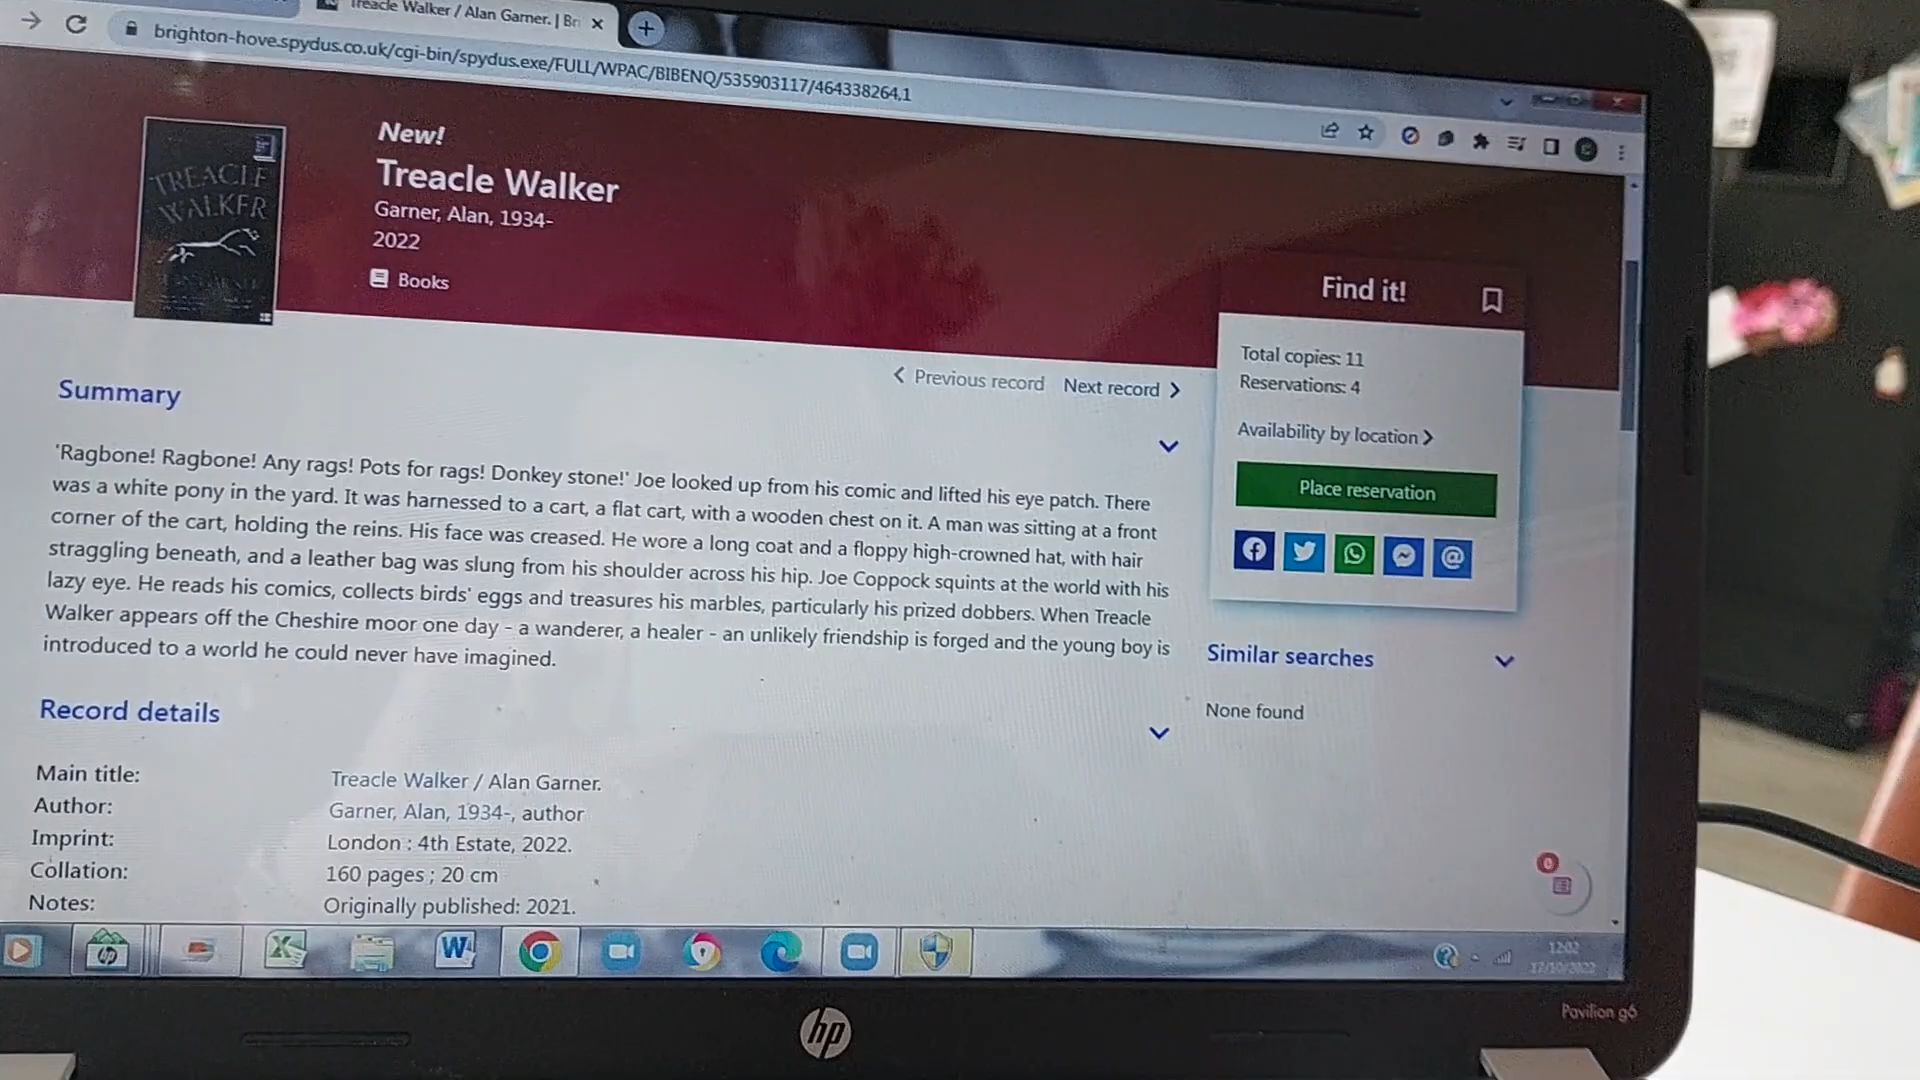 Treacle Walker / Alan Garner. | Bri
brighton-hove.spydus.co.uk/cgi-bin/spydus.exe/FULL/WPAC/BIBENQ/535903117/464338264,1
TREACLE
WALKER
New!
Treacle Walker
Garner, Alan, 1934-
2022
Books
Find it!
Total copies: 11
Reservations: 4
Availability by location
Place reservation
Previous record Next record
Summary
'Ragbone! Ragbone! Any rags! Pots for rags! Donkey stone!' Joe looked up from his comic and lifted his eye patch. There
was a white pony in the yard. It was harnessed to a cart, a flat cart, with a wooden chest on it. A man was sitting at a front
corner of the cart, holding the reins. His face was creased. He wore a long coat and a floppy high-crowned hat, with hair
straggling beneath, and a leather bag was slung from his shoulder across his hip. Joe Coppock squints at the world with his
lazy eye. He reads his comics, collects birds' eggs and treasures his marbles, particularly his prized dobbers. When Treacle
Walker appears off the Cheshire moor one day - a wanderer, a healer - an unlikely friendship is forged and the young boy is
introduced to a world he could never have imagined.
Similar searches
None found
Record details
Main title: Treacle Walker / Alan Garner.
Author: Garner, Alan, 1934-, author
Imprint: London : 4th Estate, 2022.
Collation: 160 pages ; 20 cm
Notes: Originally published: 2021.
0
12:02
17/10/2022
hp
Pavilion g6